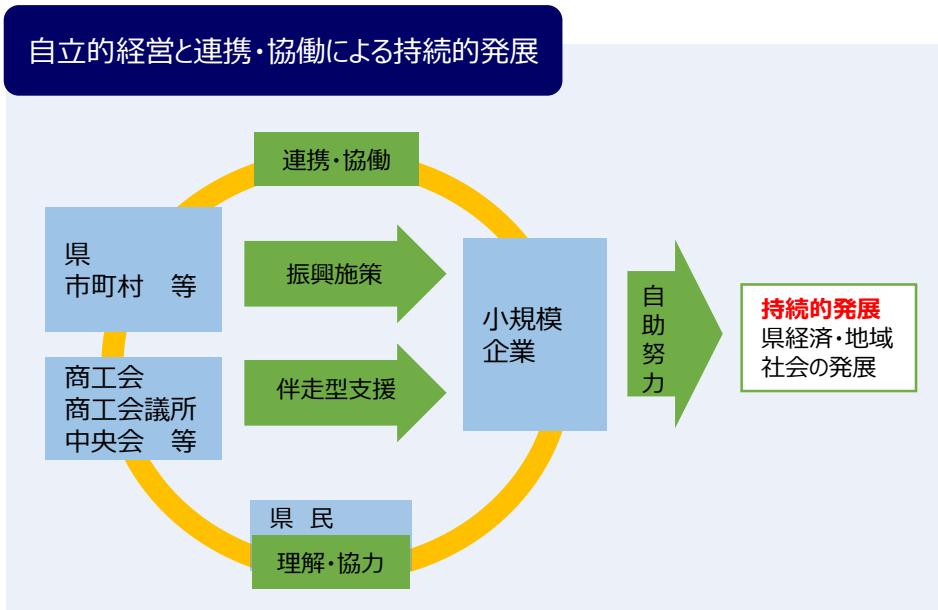 自立的経営と連携・協働による持続的発展
連携・協働
県
市町村　等
振興施策
商工会
商工会議所
中央会　等
伴走型支援
小規模
企業
自助努力
持続的発展
県経済・地域
社会の発展
県　民
理解・協力